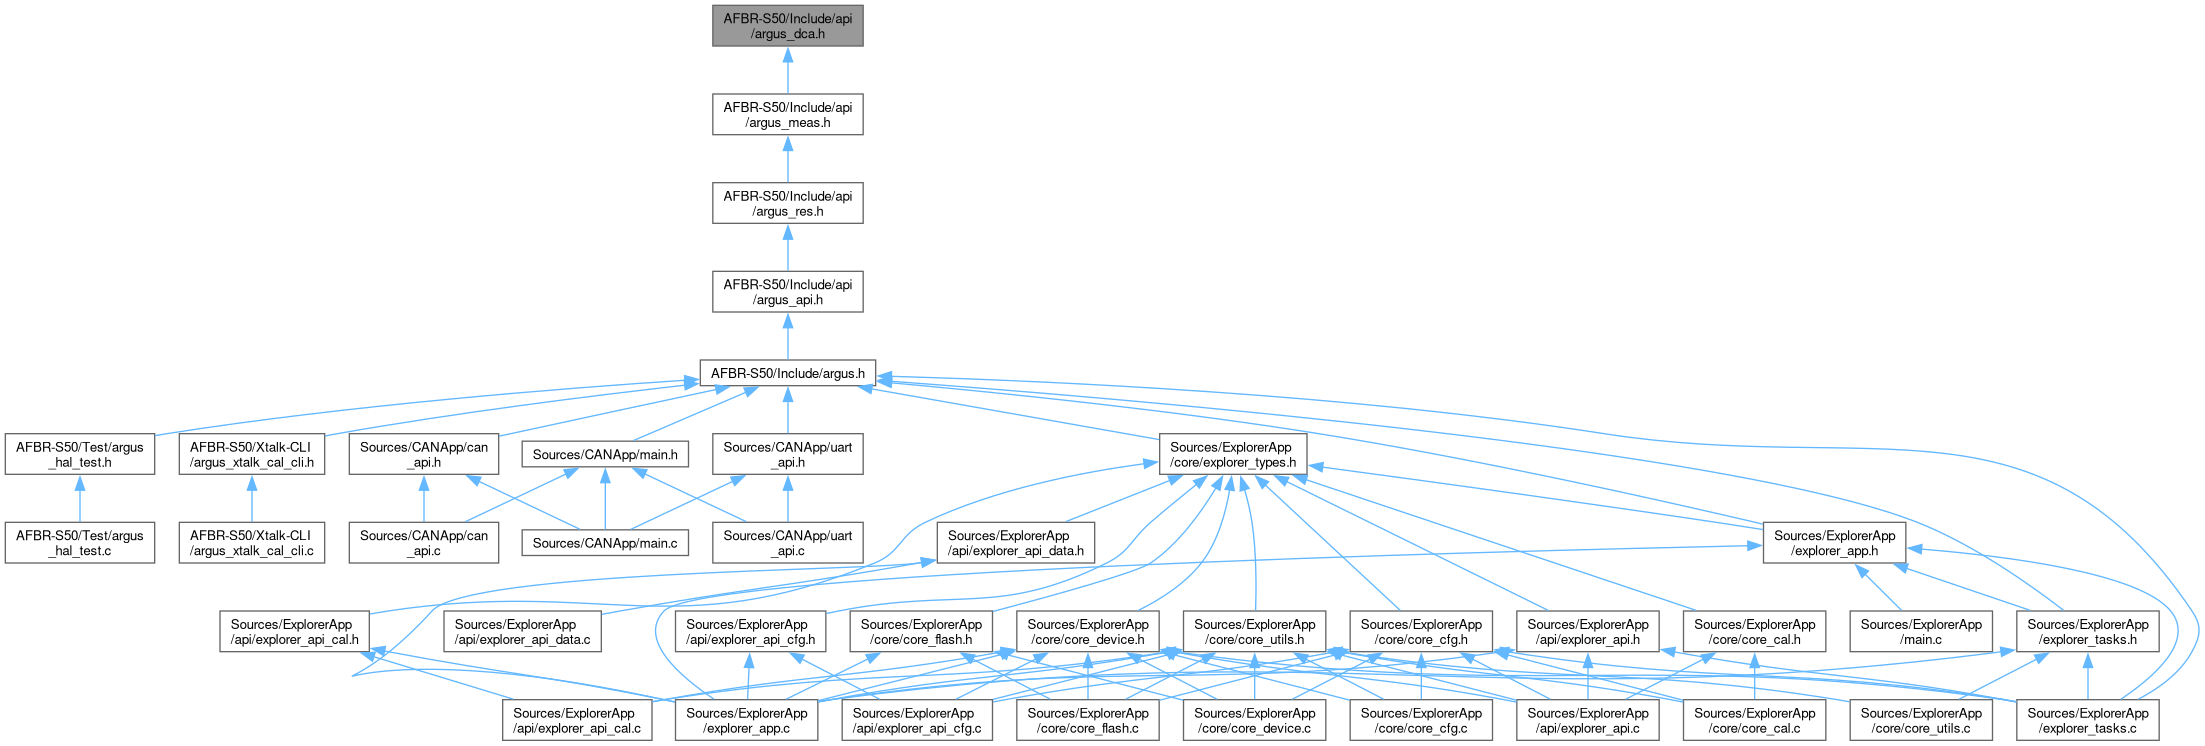 AFBR-S50/Include/api
/argus_dca.h
AFBR-S50/Include/api
/argus_meas.h
AFBR-S50/Include/api
/argus_res.h
AFBR-S50/Include/api
/argus_api.h
AFBR-S50/Include/argus.h
AFBR-S50/Test/argus
_hal_test.h
AFBR-S50/Xtalk-CLI
/argus_xtalk_cal_cli.h
Sources/CANApp/can
_api.h
Sources/CANApp/main.h
Sources/CANApp/uart
_api.h
Sources/ExplorerApp
/core/explorer_types.h
AFBR-S50/Test/argus
_hal_test.c
AFBR-S50/Xtalk-CLI
/argus_xtalk_cal_cli.c
Sources/CANApp/can
_api.c
Sources/CANApp/main.c
Sources/CANApp/uart
_api.c
Sources/ExplorerApp
/api/explorer_api_data.h
Sources/ExplorerApp
/explorer_app.h
Sources/ExplorerApp
/api/explorer_api_cal.h
Sources/ExplorerApp
/api/explorer_api_data.c
Sources/ExplorerApp
/api/explorer_api_cfg.h
Sources/ExplorerApp
/core/core_flash.h
Sources/ExplorerApp
/core/core_device.h
Sources/ExplorerApp
/core/core_utils.h
Sources/ExplorerApp
/core/core_cfg.h
Sources/ExplorerApp
/api/explorer_api.h
Sources/ExplorerApp
/core/core_cal.h
Sources/ExplorerApp
/main.c
Sources/ExplorerApp
/explorer_tasks.h
Sources/ExplorerApp
/api/explorer_api_cal.c
Sources/ExplorerApp
/explorer_app.c
Sources/ExplorerApp
/api/explorer_api_cfg.c
Sources/ExplorerApp
/core/core_flash.c
Sources/ExplorerApp
/core/core_device.c
Sources/ExplorerApp
/core/core_cfg.c
Sources/ExplorerApp
/api/explorer_api.c
Sources/ExplorerApp
/core/core_cal.c
Sources/ExplorerApp
/core/core_utils.c
Sources/ExplorerApp
/explorer_tasks.c